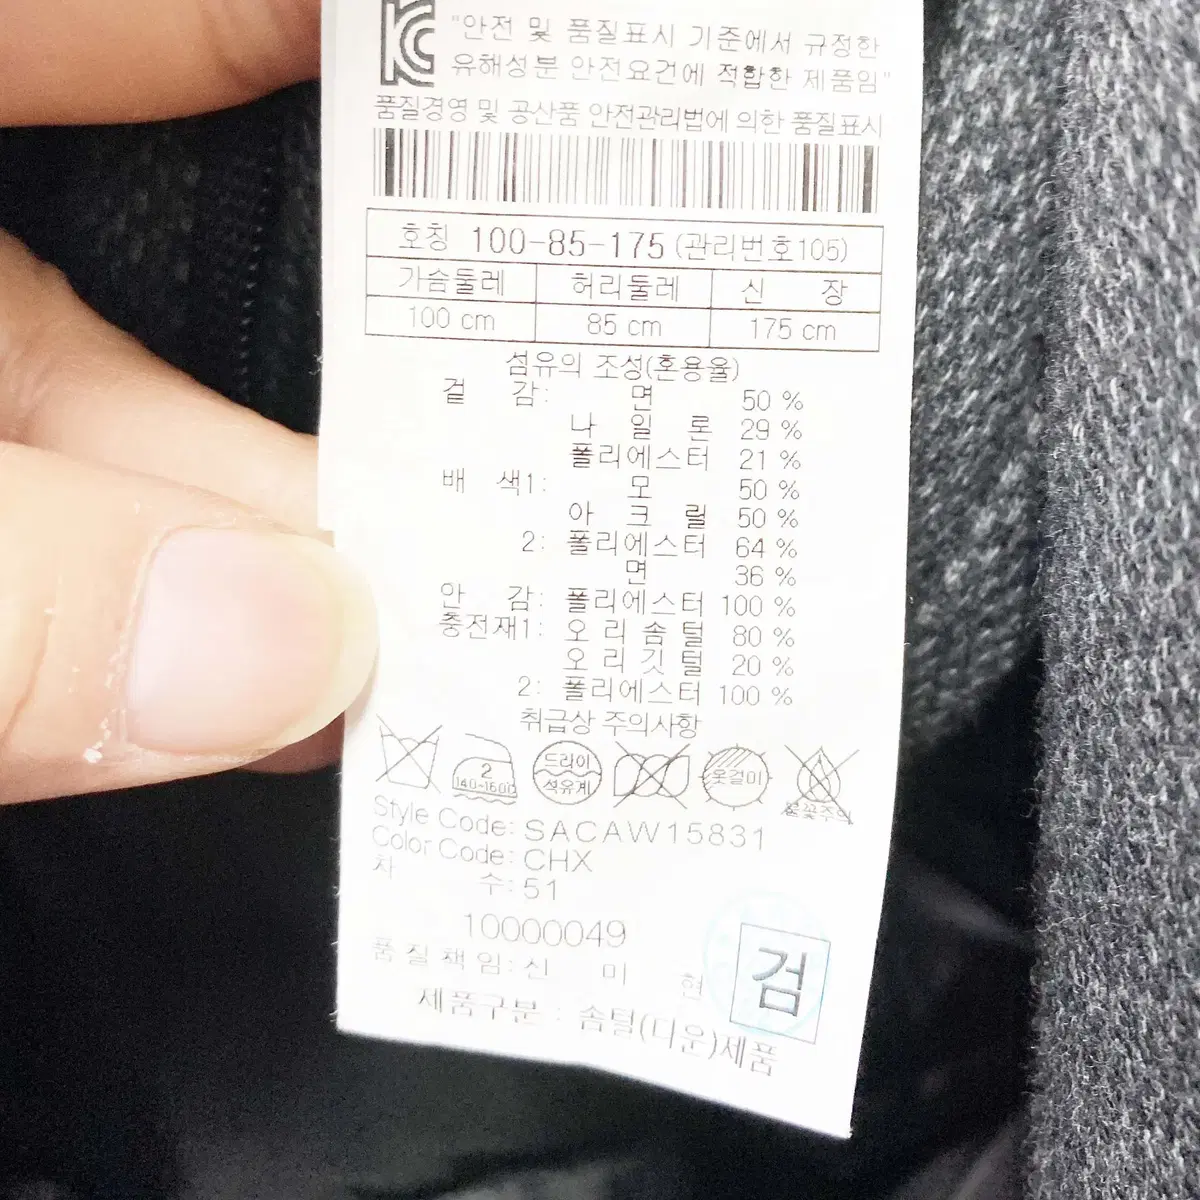 KC "안전 및 품질표시 기준에서 규정한
유해성분 안전요건에 적합한 제품임"
품질경영 및 공산품 안전관리법에 의한 품질표시
호칭 100-85-175 (관리번호105)
가슴둘레 허리둘레 신 장
100 cm 85 cm 175 cm
섬유의 조성(혼용율)
겉 감: 면 50 %
나 일 론 29 %
폴리에스터 21 %
배 색1: 모 50 %
아 크 릴 50 %
2: 폴리에스터 64 %
면 36 %
안 감: 폴리에스터 100 %
충전재1: 오리솜털 80 %
오리깃털 20 %
2: 폴리에스터 100 %
취급상 주의사항
2 드라이 옷걸이
140~160℃ 석유계 불꽃주의
Style Code: SACAW15831
Color Code: CHX
차 수: 51
10000049
품질책임: 신 미 현
검
제품구분 : 솜털(다운)제품